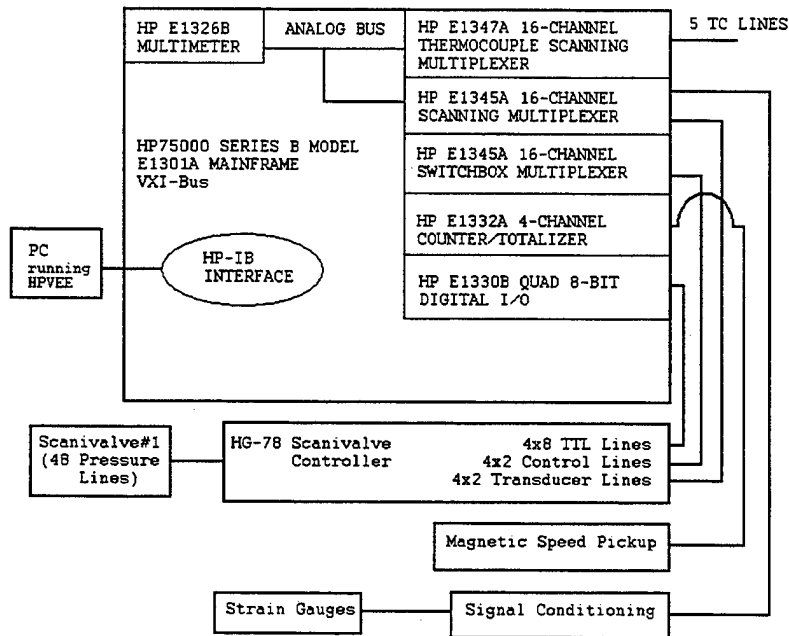 HP E1326B
MULTIMETER
ANALOG BUS
HP E1347A 16-CHANNEL
THERMOCOUPLE SCANNING
MULTIPLEXER
5 TC LINES
HP E1345A 16-CHANNEL
SCANNING MULTIPLEXER
HP75000 SERIES B MODEL
E1301A MAINFRAME
VXI-Bus
HP E1345A 16-CHANNEL
SWITCHBOX MULTIPLEXER
HP E1332A 4-CHANNEL
COUNTER/TOTALIZER
PC
running
HPVEE
HP-IB
INTERFACE
HP E1330B QUAD 8-BIT
DIGITAL I/O
Scanivalve#1
(48 Pressure
Lines)
HG-78 Scanivalve
Controller
4x8 TTL Lines
4x2 Control Lines
4x2 Transducer Lines
Magnetic Speed Pickup
Strain Gauges
Signal Conditioning